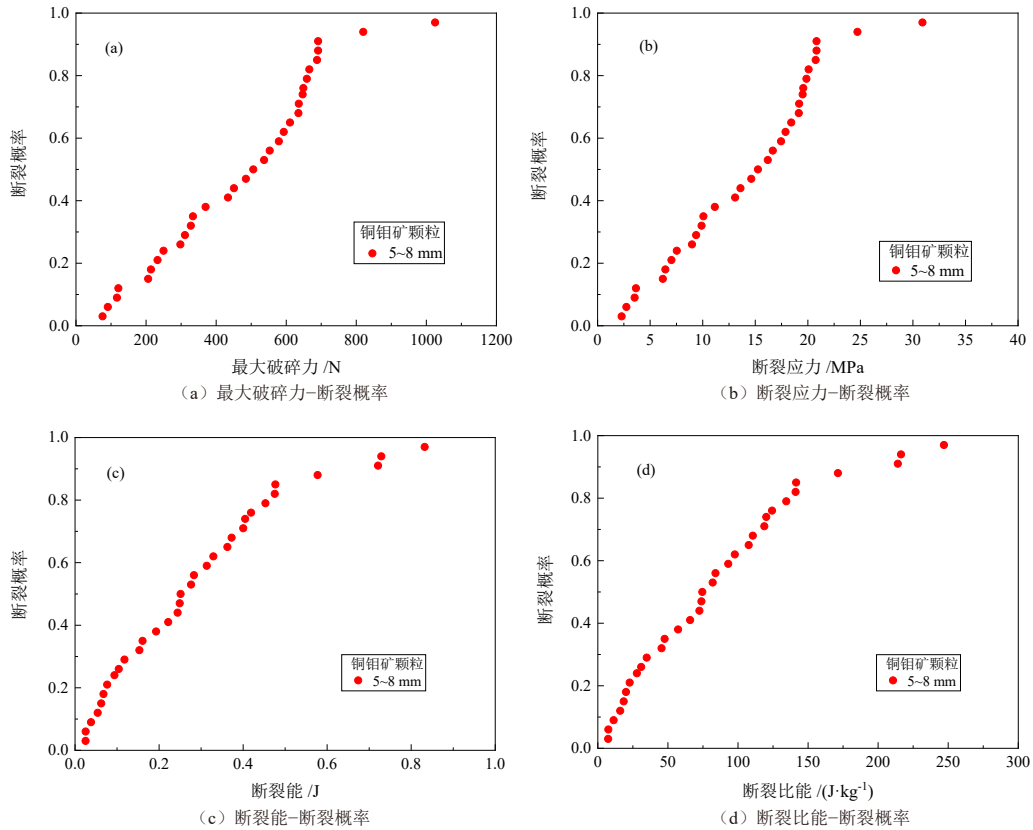 1.0
0.8
0.6
0.4
0.2
0.0
断裂概率
(a)
铜钼矿颗粒
5~8 mm
0 200 400 600 800 1000 1200
最大破碎力 /N
（a）最大破碎力–断裂概率
1.0
0.8
0.6
0.4
0.2
0.0
断裂概率
(b)
铜钼矿颗粒
5~8 mm
0 5 10 15 20 25 30 35 40
断裂应力 /MPa
（b）断裂应力–断裂概率
1.0
0.8
0.6
0.4
0.2
0.0
断裂概率
(c)
铜钼矿颗粒
5~8 mm
0.0 0.2 0.4 0.6 0.8 1.0
断裂能 /J
（c）断裂能–断裂概率
1.0
0.8
0.6
0.4
0.2
0.0
断裂概率
(d)
铜钼矿颗粒
5~8 mm
0 50 100 150 200 250 300
断裂比能 /(J·kg⁻¹)
（d）断裂比能–断裂概率